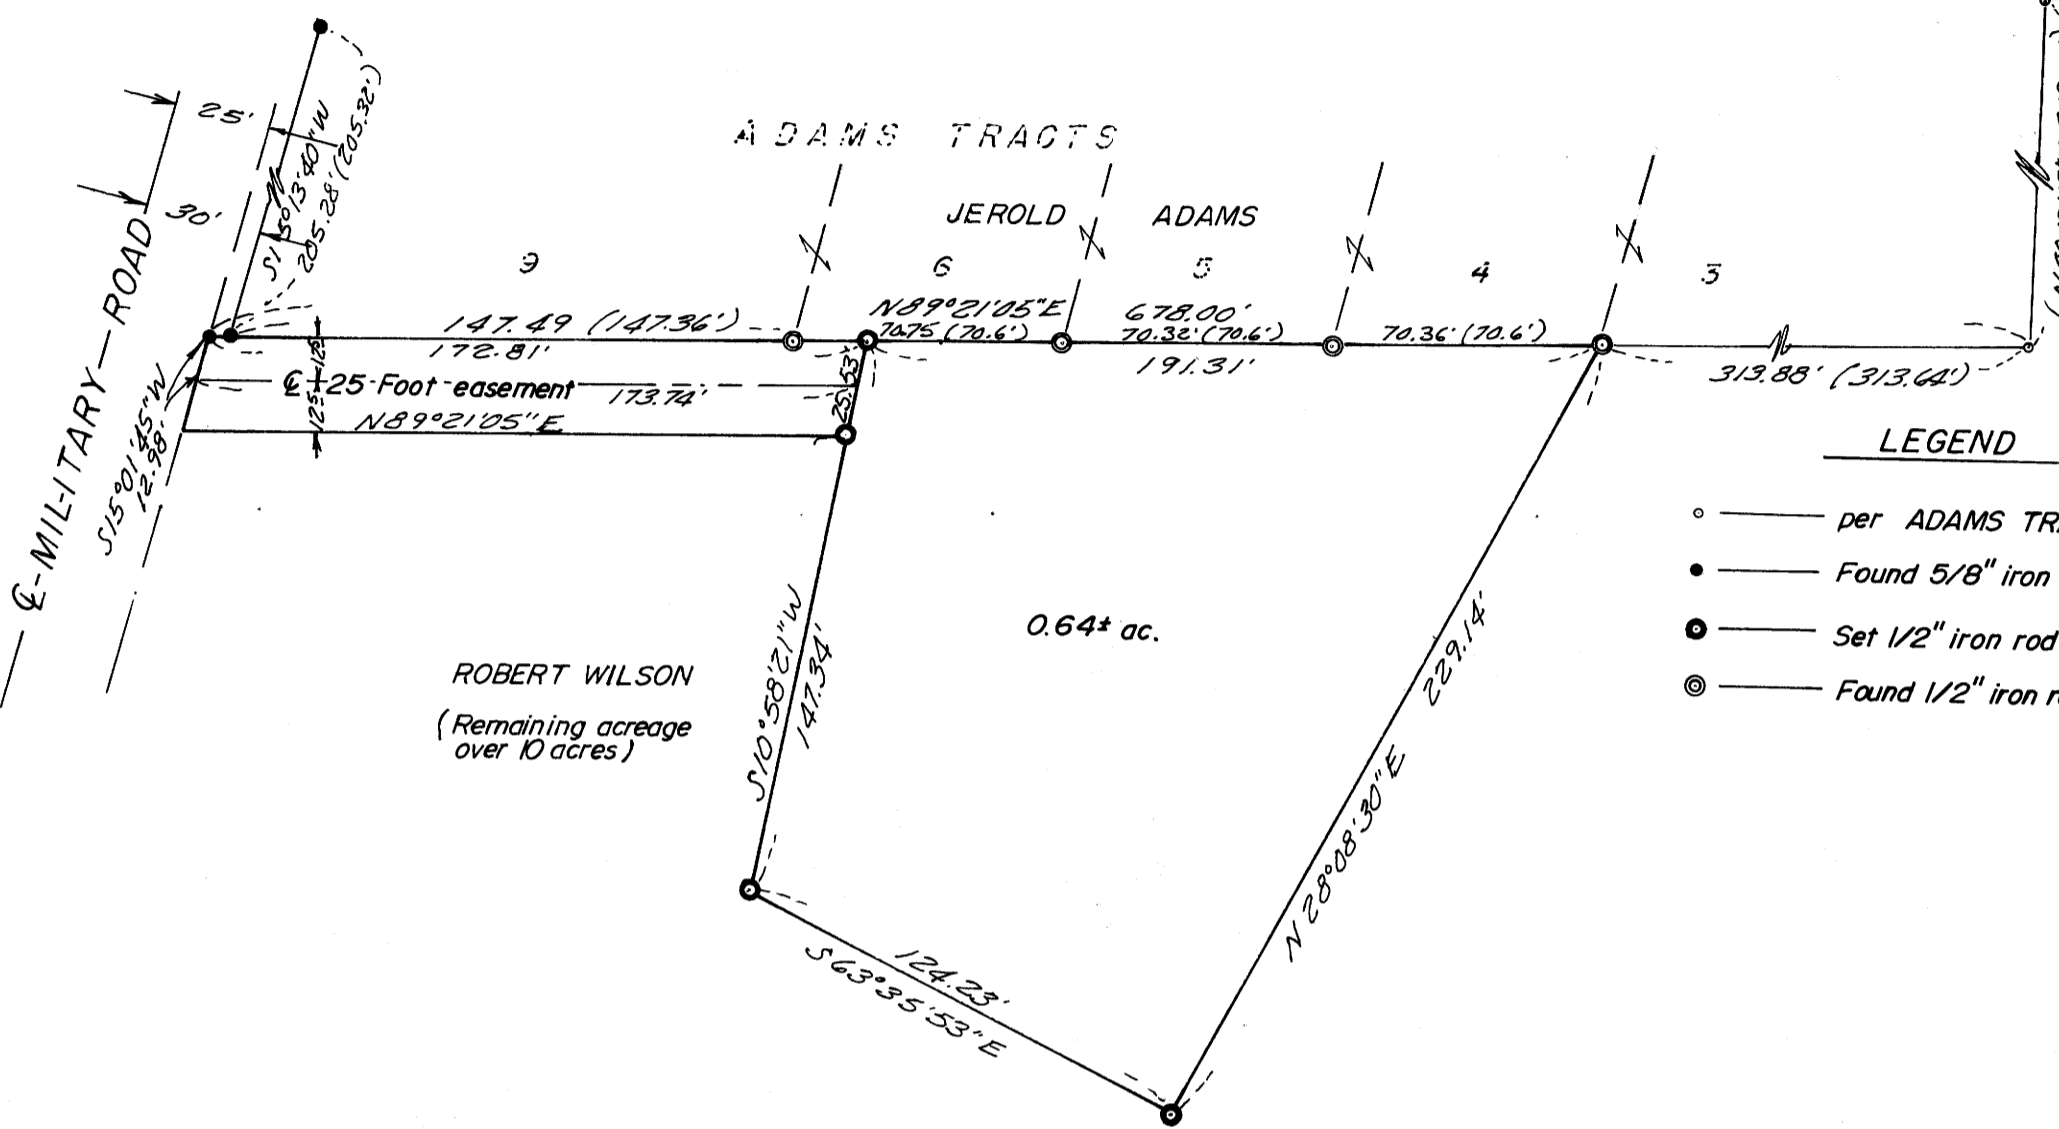 25'
30'
S15°13'40"W
205.28' (205.32')
℄-MILITARY-ROAD
S15°01'45"W
12.98'
ADAMS TRACTS
JEROLD ADAMS
9
6
5
4
3
N89°21'05"E 678.00'
147.49 (147.36')
70.75 (70.6')
70.32' (70.6')
70.36' (70.6')
172.81'
191.31'
313.88' (313.64')
℄-25-Foot-easement
173.74'
N89°21'05"E
25.53'
12.5 12.5
LEGEND
per ADAMS TR
Found 5/8" iron
Set 1/2" iron rod
Found 1/2" iron r
0.64± ac.
ROBERT WILSON
(Remaining acreage
over 10 acres)
S10°58'21"W
147.34'
229.14'
N28°08'30"E
124.23'
S63°35'53"E